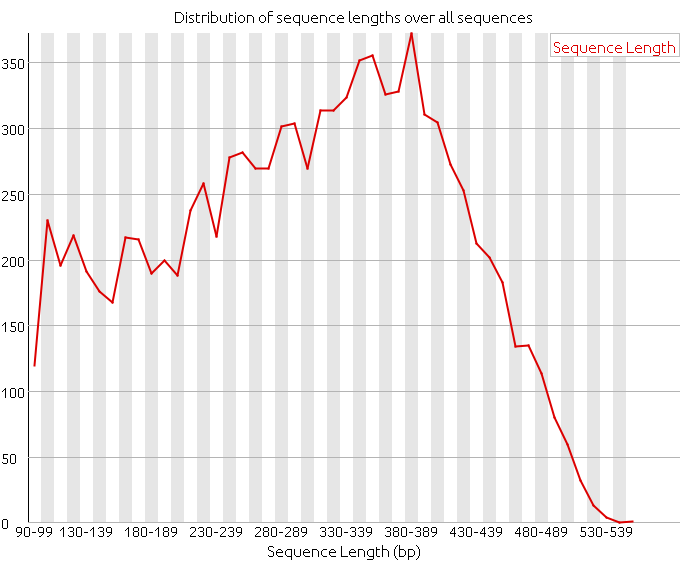 Distribution of sequence lengths over all sequences
Sequence Length
350
300
250
200
150
100
50
0
90-99 130-139 180-189 230-239 280-289 330-339 380-389 430-439 480-489 530-539
Sequence Length (bp)